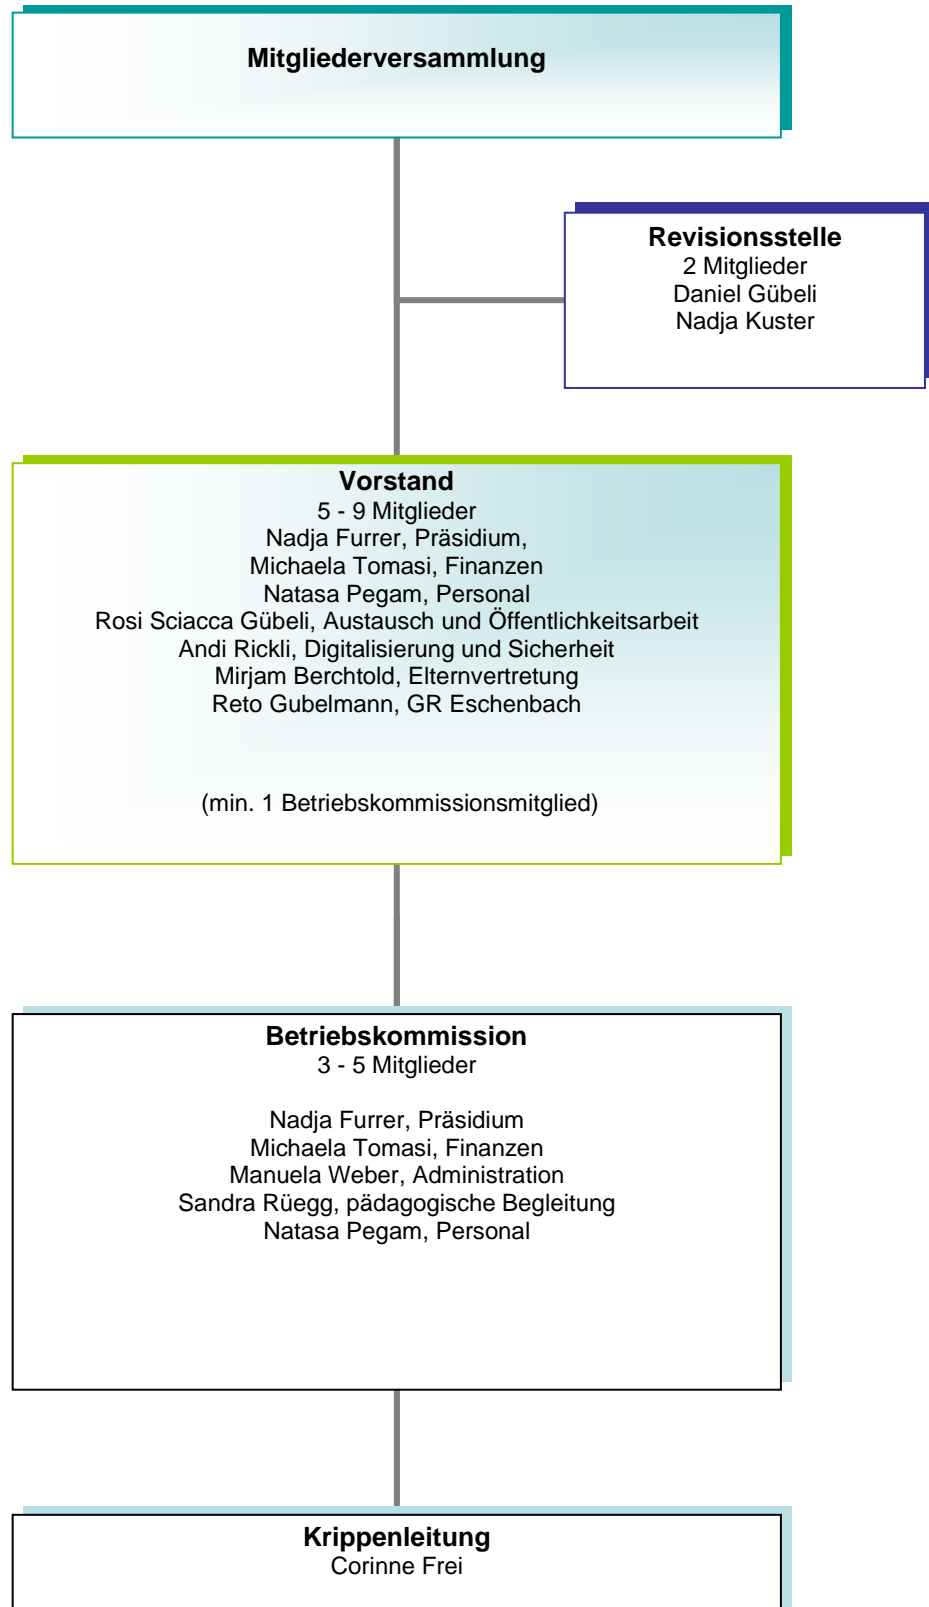 Mitgliederversammlung
Revisionsstelle
2 Mitglieder
Daniel Gübeli
Nadja Kuster
Vorstand
5 - 9 Mitglieder
Nadja Furrer, Präsidium,
Michaela Tomasi, Finanzen
Natasa Pegam, Personal
Rosi Sciacca Gübeli, Austausch und Öffentlichkeitsarbeit
Andi Rickli, Digitalisierung und Sicherheit
Mirjam Berchtold, Elternvertretung
Reto Gubelmann, GR Eschenbach
(min. 1 Betriebskommissionsmitglied)
Betriebskommission
3 - 5 Mitglieder
Nadja Furrer, Präsidium
Michaela Tomasi, Finanzen
Manuela Weber, Administration
Sandra Rüegg, pädagogische Begleitung
Natasa Pegam, Personal
Krippenleitung
Corinne Frei